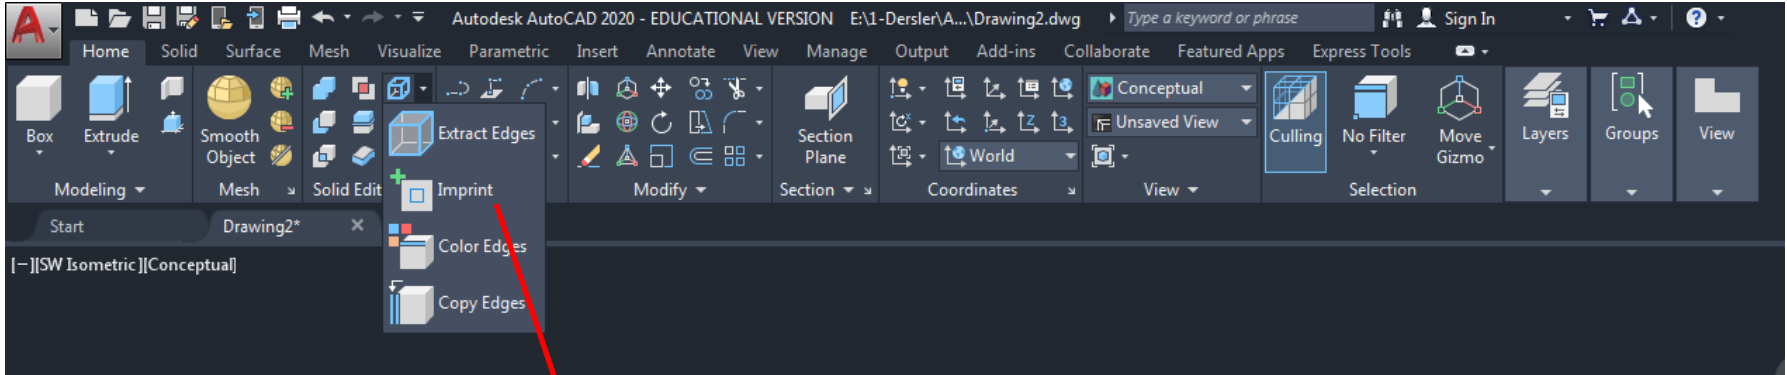 Autodesk AutoCAD 2020 - EDUCATIONAL VERSION E:\1-Dersler\A...\Drawing2.dwg Type a keyword or phrase Sign In
Home Solid Surface Mesh Visualize Parametric Insert Annotate View Manage Output Add-ins Collaborate Featured Apps Express Tools
Box
Extrude
Smooth
Object
Extract Edges
Imprint
Color Edges
Copy Edges
Section
Plane
World
Conceptual
Unsaved View
Culling
No Filter
Move
Gizmo
Layers
Groups
View
Modeling Mesh Solid Edit Modify Section Coordinates View Selection
Start Drawing2*
[−][SW Isometric][Conceptual]